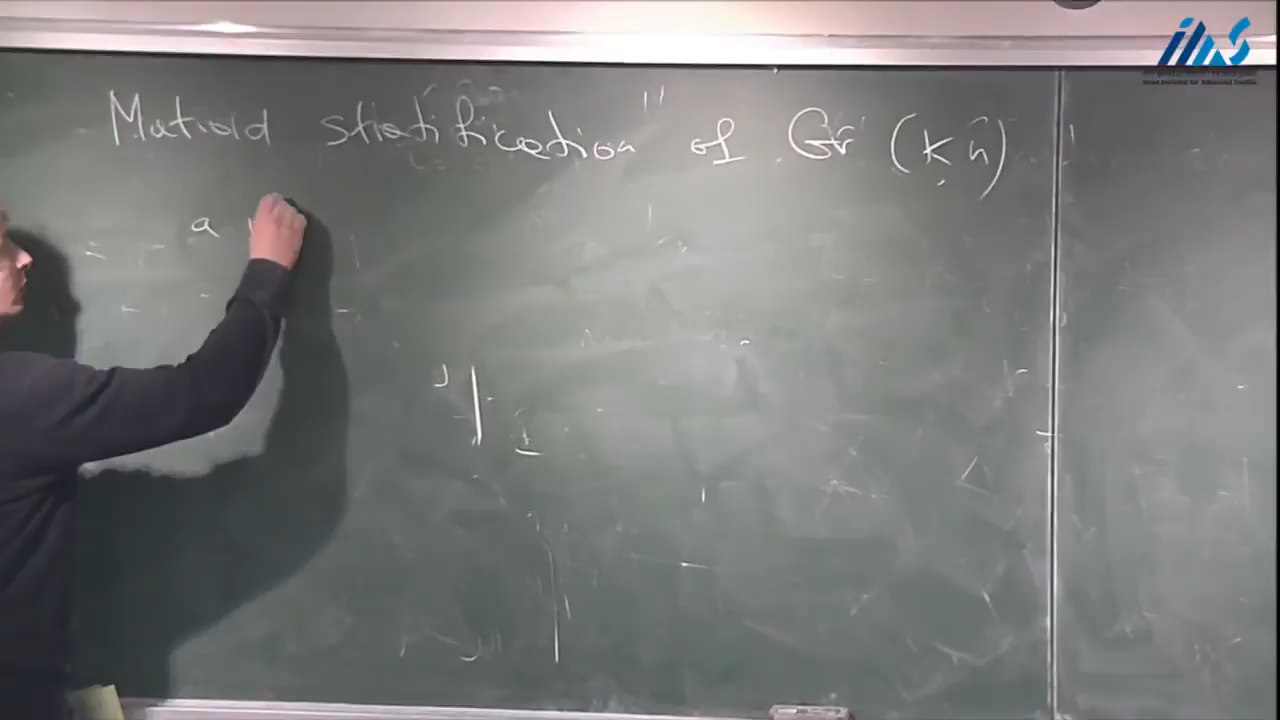 Matroid stratification" of Gr (k, n)
a